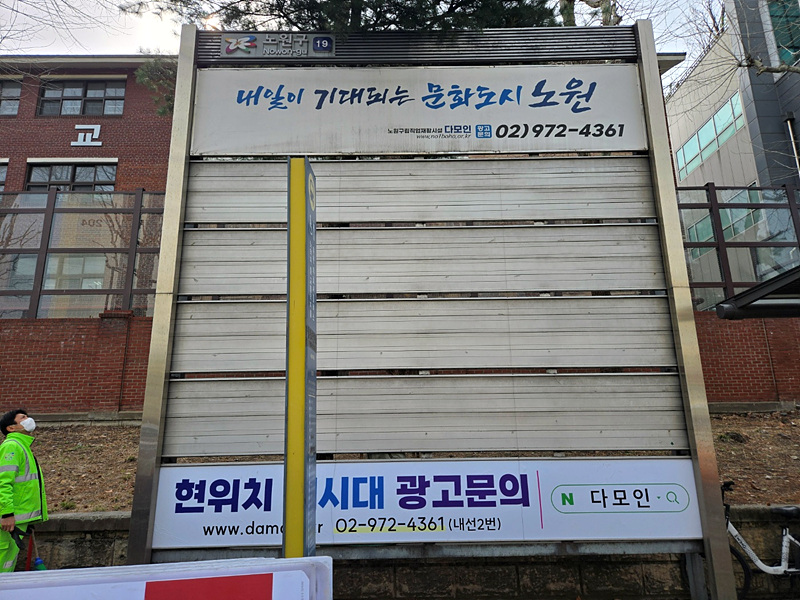 노원구 19
Nowon-gu
내일이 기대되는 문화도시 노원
노원구립직업재활시설 다모인 광고문의 02)972-4361
교
204
현위치 시대 광고문의
N 다모인
02-972-4361 (내선2번)